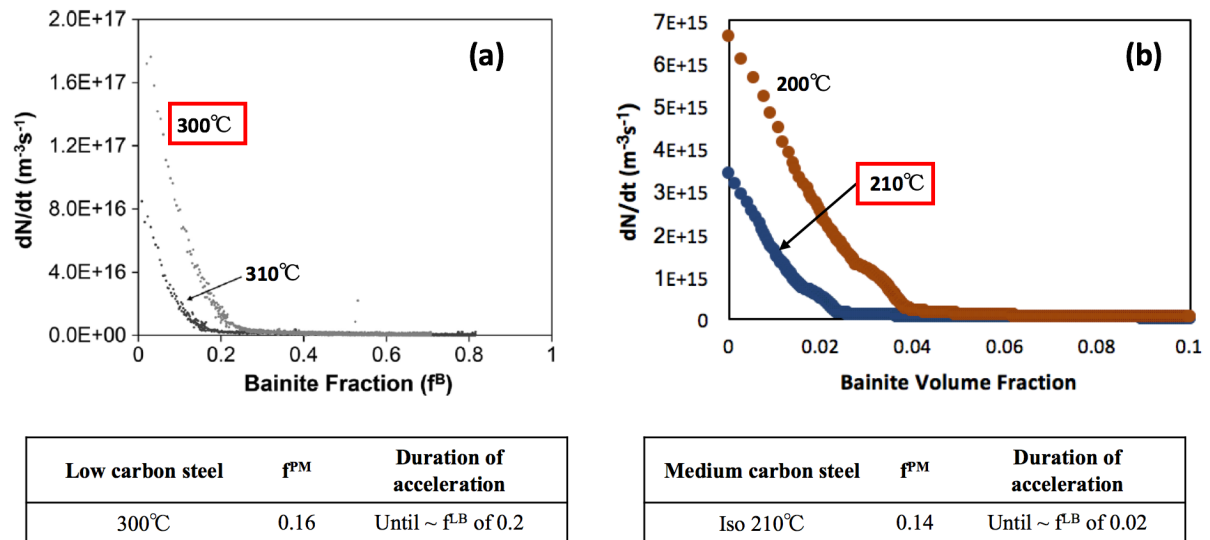 2.0E+17
1.6E+17
1.2E+17
8.0E+16
4.0E+16
0.0E+00
dN/dt (m⁻³s⁻¹)
(a)
300℃
310℃
0 0.2 0.4 0.6 0.8 1
Bainite Fraction (fᴮ)
7E+15
6E+15
5E+15
4E+15
3E+15
2E+15
1E+15
0
dN/dt (m⁻³s⁻¹)
(b)
200℃
210℃
0 0.02 0.04 0.06 0.08 0.1
Bainite Volume Fraction
Low carbon steel fᴾᴹ Duration of
acceleration
300℃ 0.16 Until ~ fᴸᴮ of 0.2
Medium carbon steel fᴾᴹ Duration of
acceleration
Iso 210℃ 0.14 Until ~ fᴸᴮ of 0.02